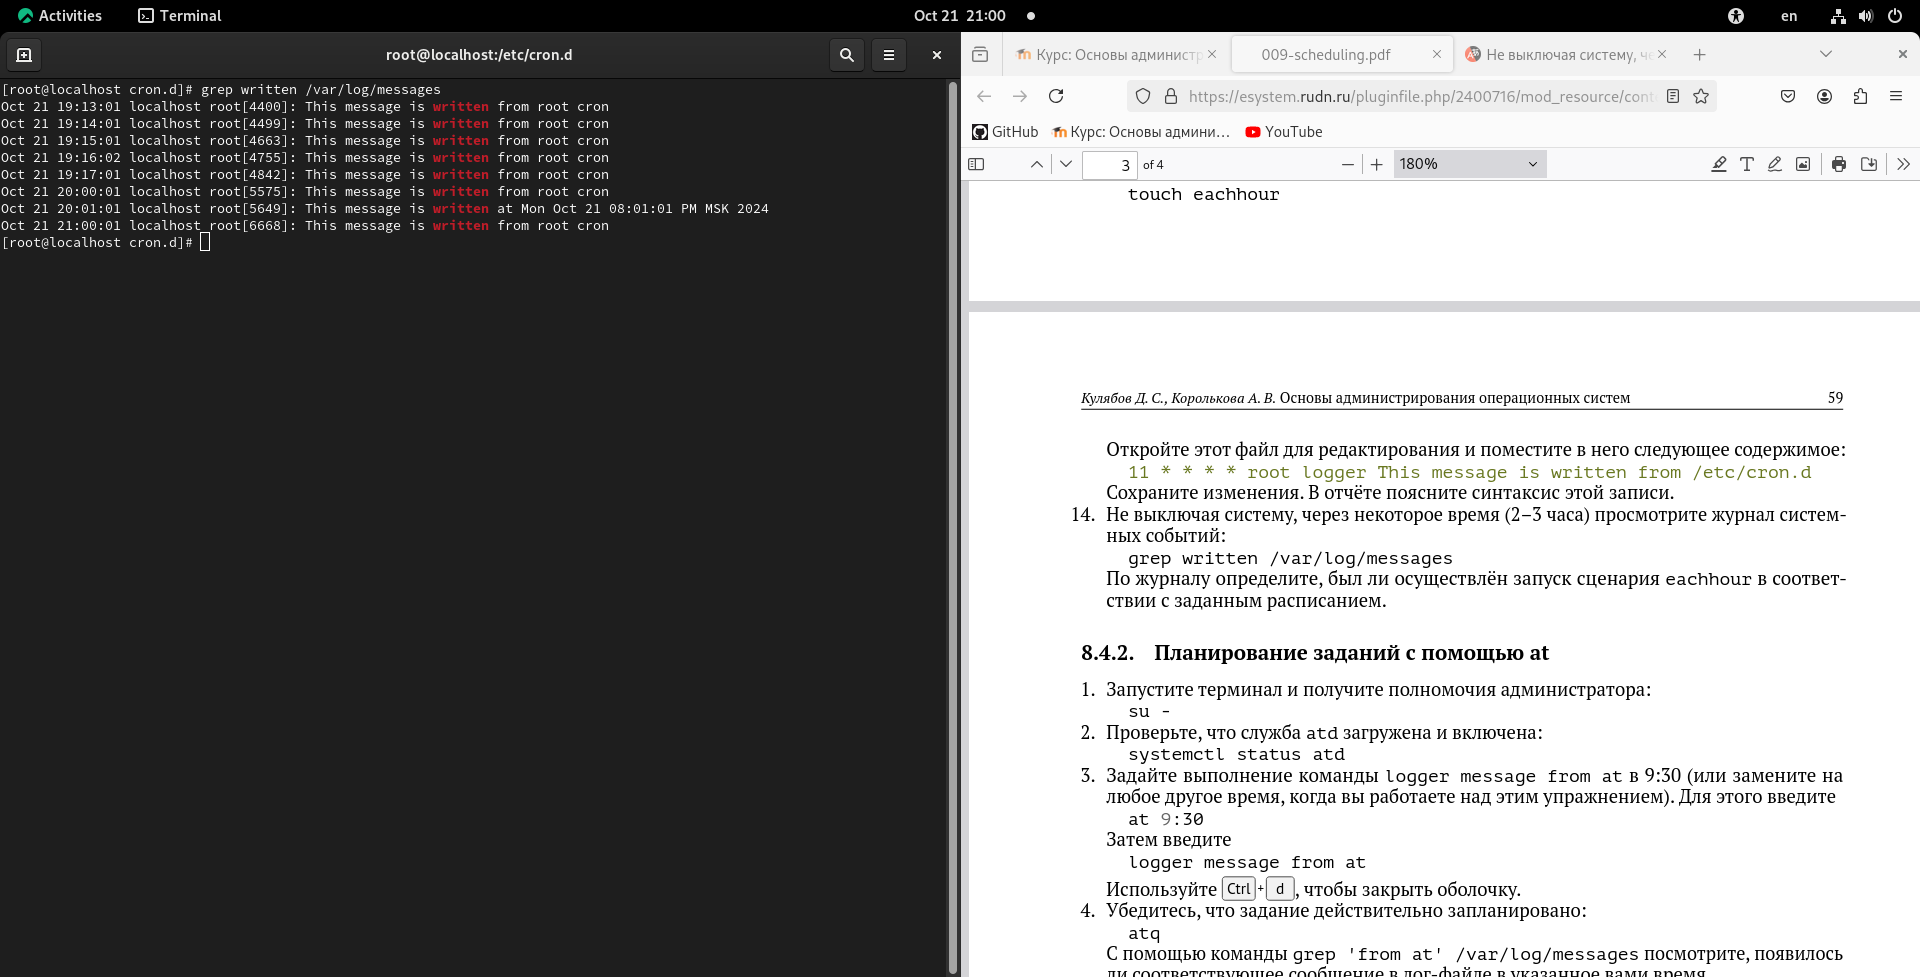 Activities
Terminal
Oct 21 21:00
en
root@localhost:/etc/cron.d
[root@localhost cron.d]# grep written /var/log/messages
Oct 21 19:13:01 localhost root[4400]: This message is written from root cron
Oct 21 19:14:01 localhost root[4499]: This message is written from root cron
Oct 21 19:15:01 localhost root[4663]: This message is written from root cron
Oct 21 19:16:02 localhost root[4755]: This message is written from root cron
Oct 21 19:17:01 localhost root[4842]: This message is written from root cron
Oct 21 20:00:01 localhost root[5575]: This message is written from root cron
Oct 21 20:01:01 localhost root[5649]: This message is written at Mon Oct 21 08:01:01 PM MSK 2024
Oct 21 21:00:01 localhost root[6668]: This message is written from root cron
[root@localhost cron.d]#
Курс: Основы администр
009-scheduling.pdf
Не выключая систему, че
https://esystem.rudn.ru/pluginfile.php/2400716/mod_resource/cont
GitHub
Курс: Основы админи…
YouTube
3 of 4
180%
touch eachhour
Кулябов Д. С., Королькова А. В. Основы администрирования операционных систем 59
Откройте этот файл для редактирования и поместите в него следующее содержимое:
11 * * * * root logger This message is written from /etc/cron.d
Сохраните изменения. В отчёте поясните синтаксис этой записи.
14. Не выключая систему, через некоторое время (2–3 часа) просмотрите журнал систем-
ных событий:
grep written /var/log/messages
По журналу определите, был ли осуществлён запуск сценария eachhour в соответ-
ствии с заданным расписанием.
8.4.2. Планирование заданий с помощью at
1. Запустите терминал и получите полномочия администратора:
su -
2. Проверьте, что служба atd загружена и включена:
systemctl status atd
3. Задайте выполнение команды logger message from at в 9:30 (или замените на
любое другое время, когда вы работаете над этим упражнением). Для этого введите
at 9:30
Затем введите
logger message from at
Используйте Ctrl + d , чтобы закрыть оболочку.
4. Убедитесь, что задание действительно запланировано:
atq
С помощью команды grep 'from at' /var/log/messages посмотрите, появилось
ли соответствующее сообщение в лог-файле в указанное вами время.